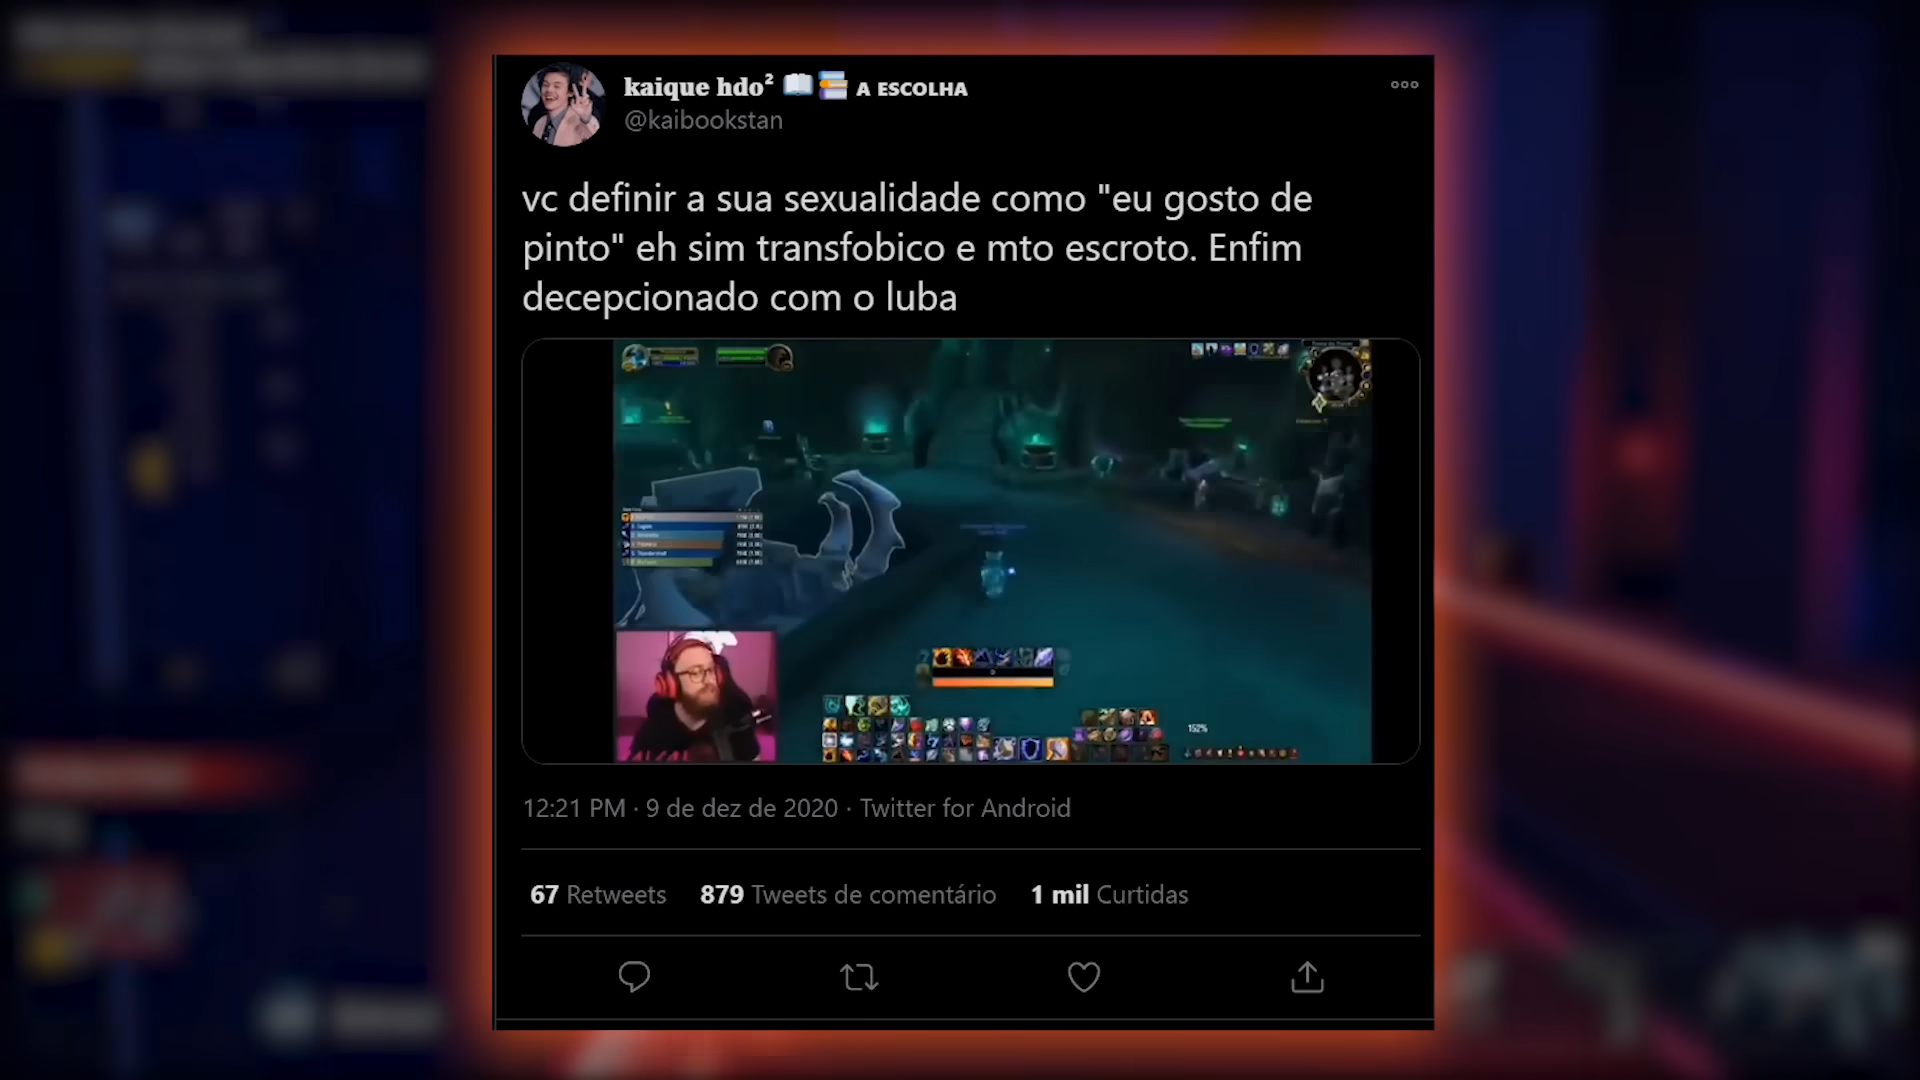 kaique hdo² 📖📚 A ESCOLHA
@kaibookstan
vc definir a sua sexualidade como "eu gosto de
pinto" eh sim transfobico e mto escroto. Enfim
decepcionado com o luba
152%
12:21 PM · 9 de dez de 2020 · Twitter for Android
67 Retweets 879 Tweets de comentário 1 mil Curtidas